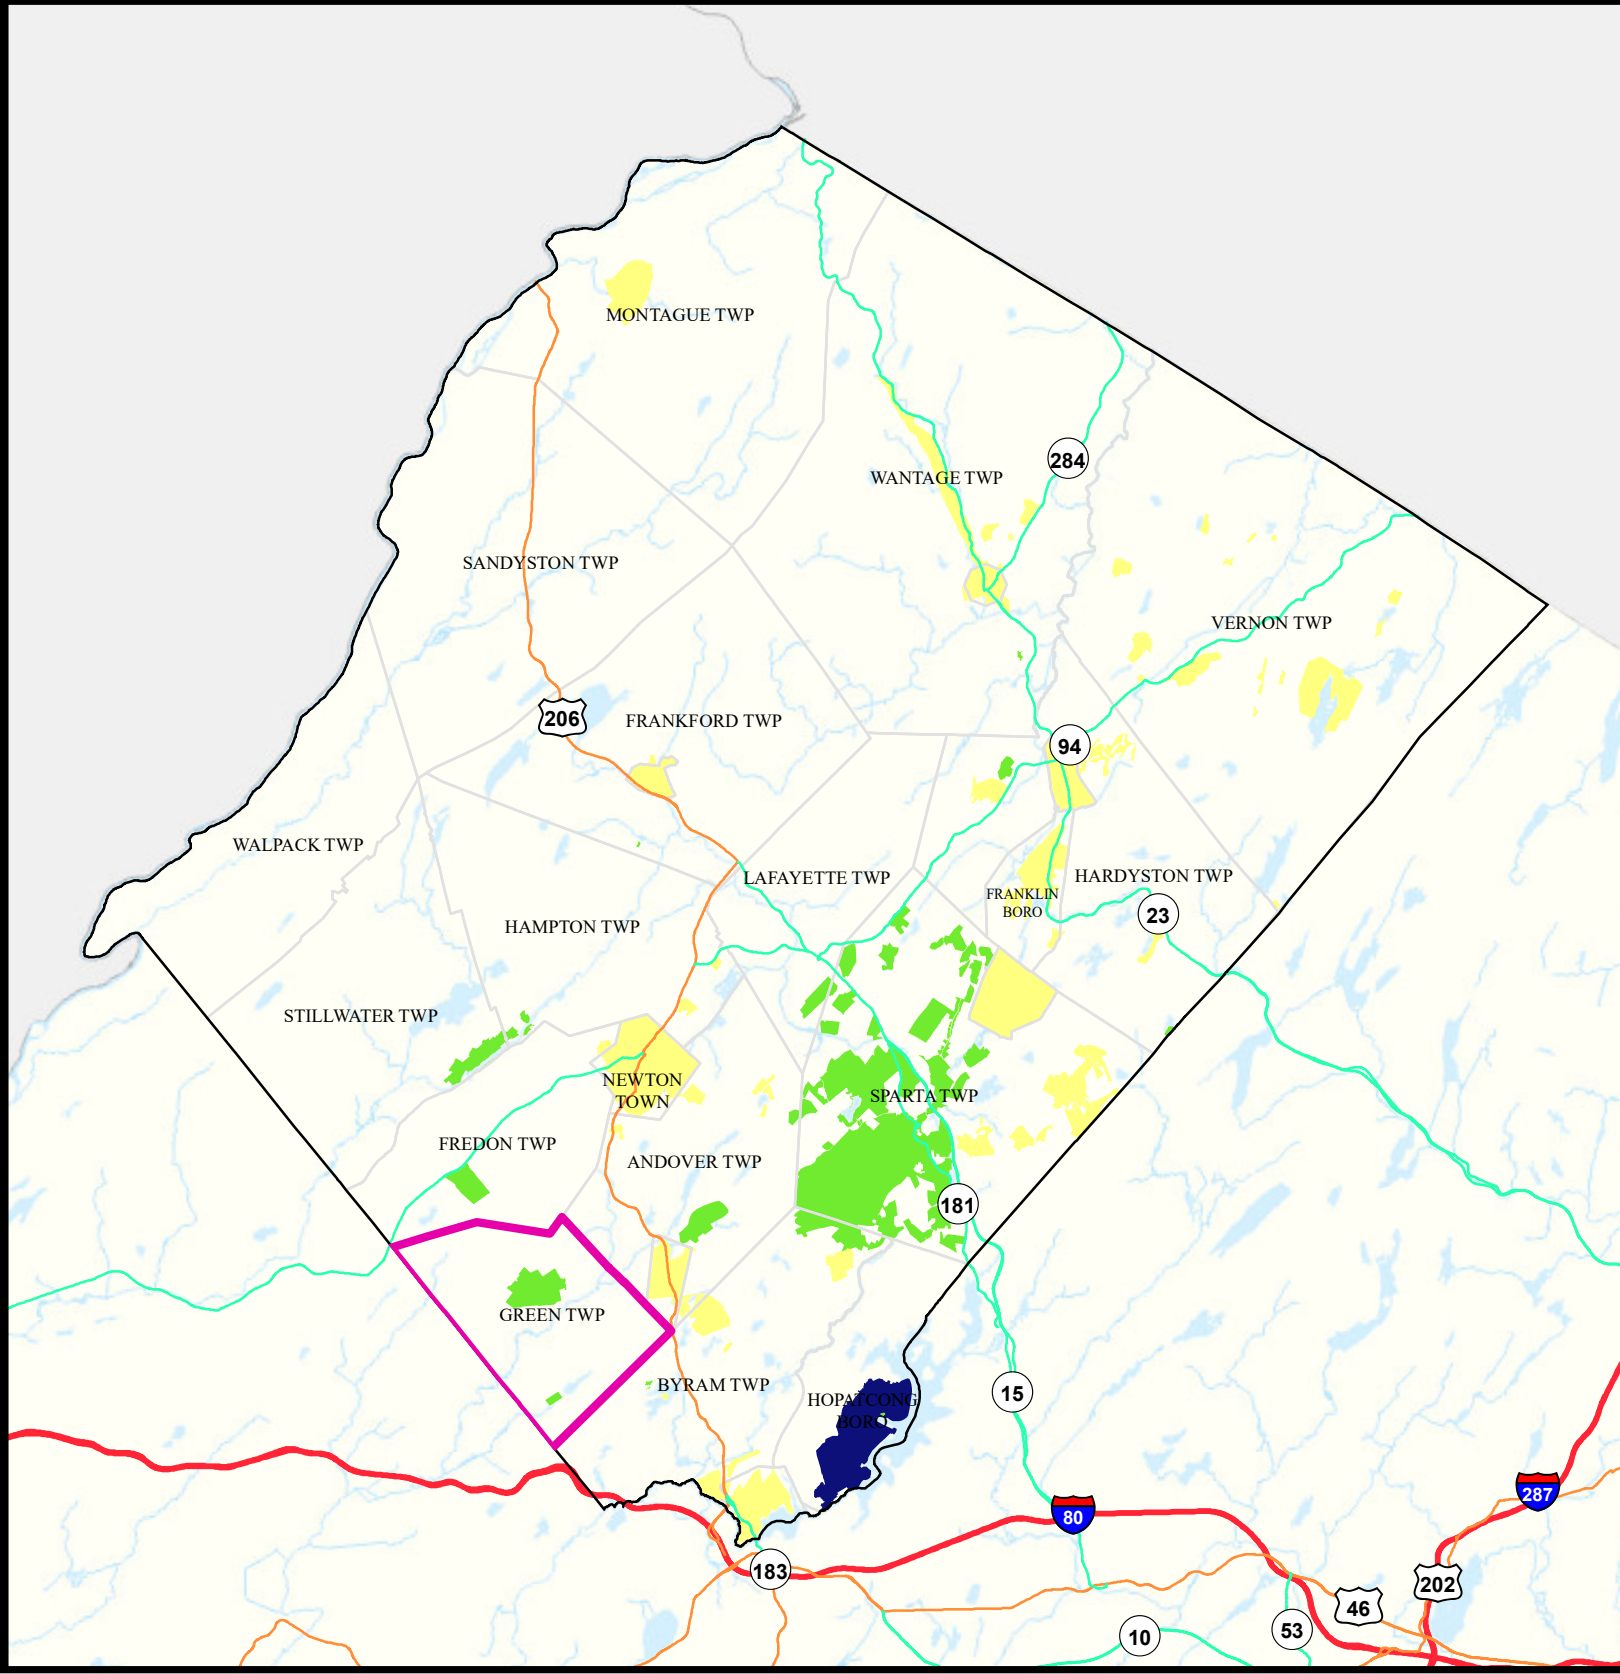 MONTAGUE TWP
284
WANTAGE TWP
SANDYSTON TWP
VERNON TWP
206
FRANKFORD TWP
94
WALPACK TWP
LAFAYETTE TWP
HARDYSTON TWP
FRANKLIN
BORO
23
HAMPTON TWP
STILLWATER TWP
NEWTON
TOWN
SPARTA TWP
FREDON TWP
ANDOVER TWP
181
GREEN TWP
BYRAM TWP
15
HOPATCONG
BORO
287
80
183
202
46
53
10